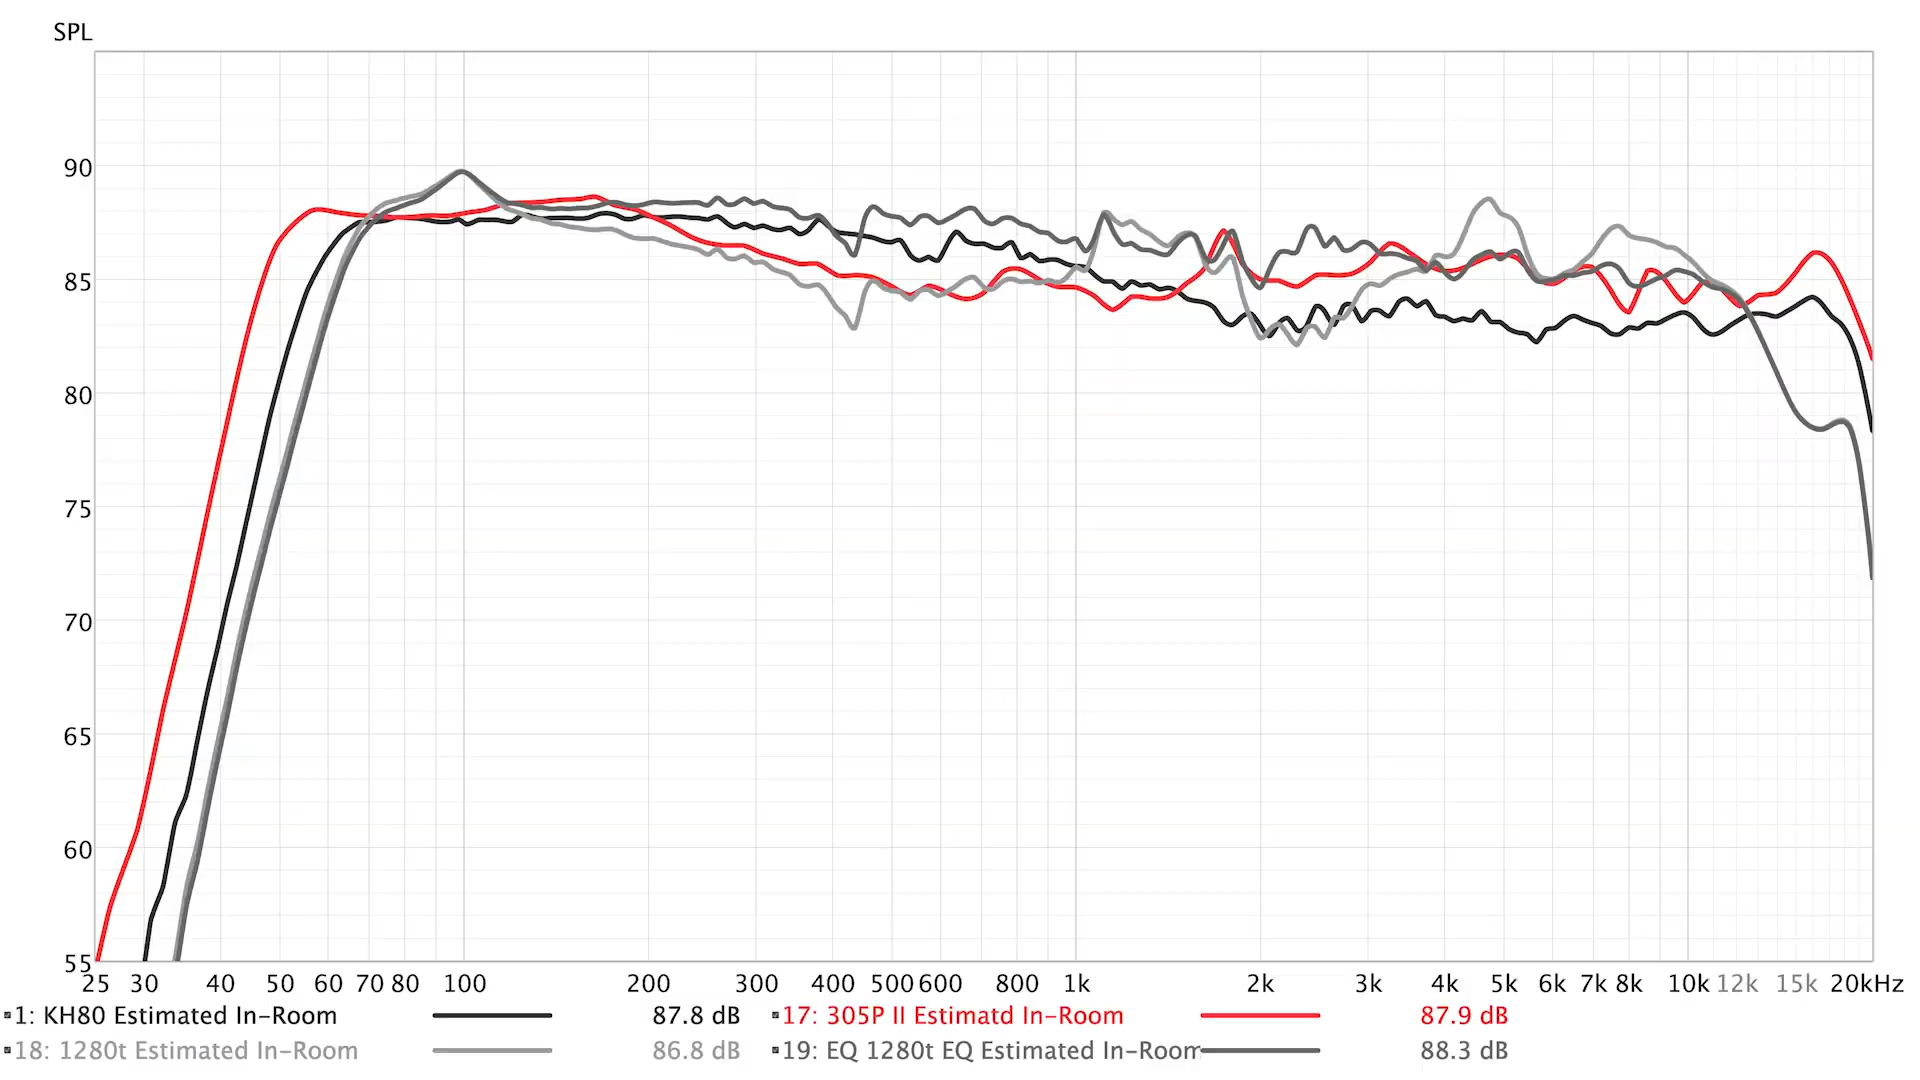 SPL
90
85
80
75
70
65
60
55
25 30 40 50 60 70 80 100 200 300 400 500 600 800 1k 2k 3k 4k 5k 6k 7k 8k 10k 12k 15k 20kHz
1: KH80 Estimated In-Room 87.8 dB 17: 305P II Estimatd In-Room 87.9 dB
18: 1280t Estimated In-Room 86.8 dB 19: EQ 1280t EQ Estimated In-Room 88.3 dB